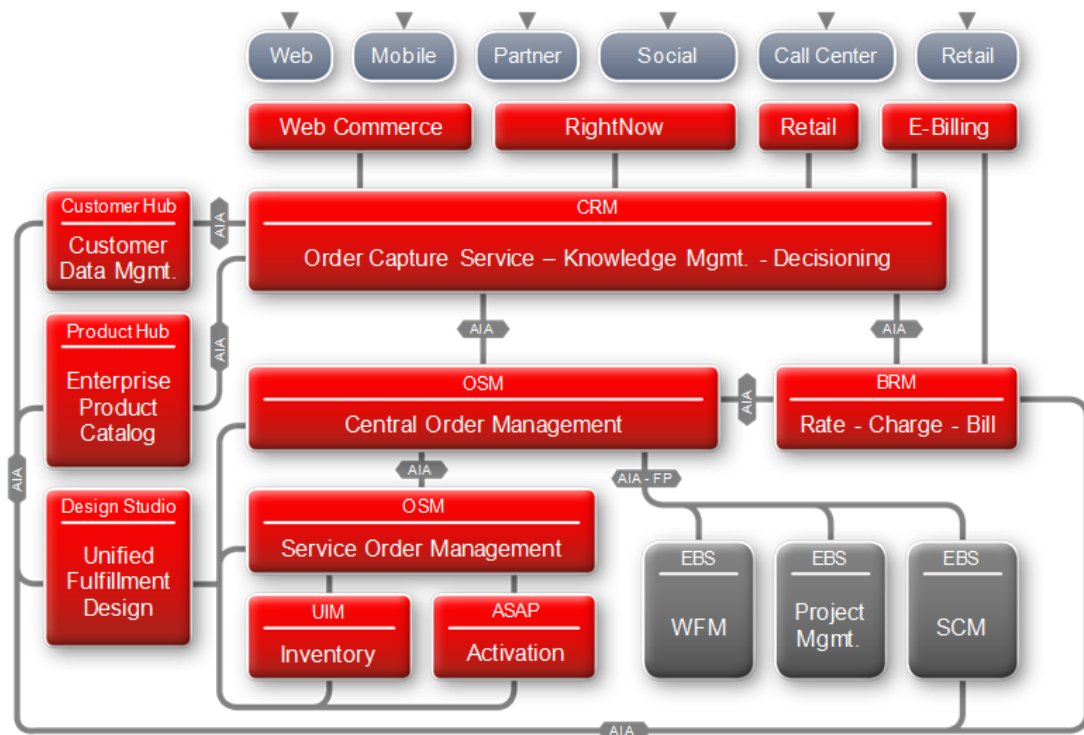 Web
Mobile
Partner
Social
Call Center
Retail
Web Commerce
RightNow
Retail
E-Billing
Customer Hub
Customer
Data Mgmt.
AIA
CRM
Order Capture Service – Knowledge Mgmt. - Decisioning
Product Hub
Enterprise
Product
Catalog
AIA
AIA
AIA
OSM
Central Order Management
AIA
BRM
Rate - Charge - Bill
AIA
AIA
AIA - FP
Design Studio
Unified
Fulfillment
Design
OSM
Service Order Management
UIM
Inventory
ASAP
Activation
EBS
WFM
EBS
Project
Mgmt.
EBS
SCM
AIA